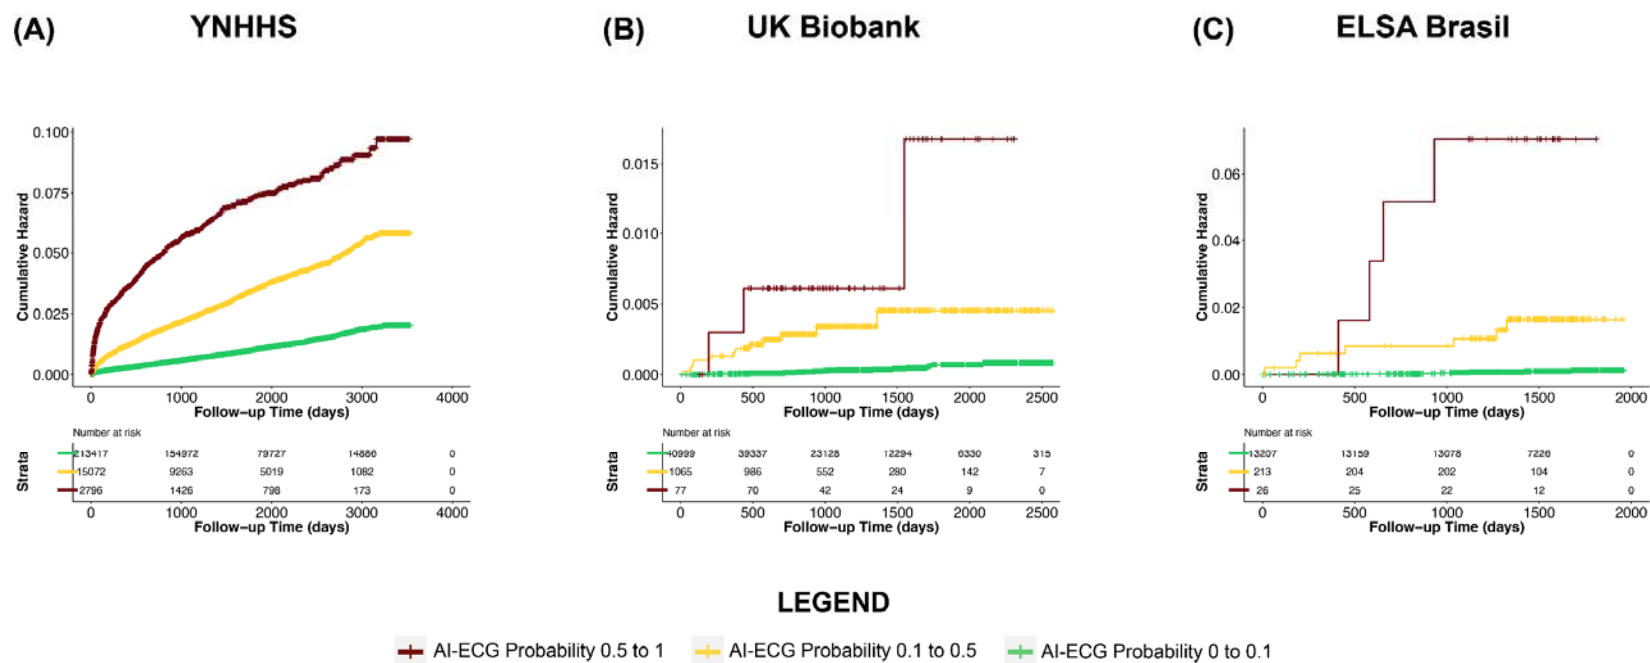 (A) YNHHS
(B) UK Biobank
(C) ELSA Brasil
Cumulative Hazard
0.100
0.075
0.050
0.025
0.000
0 1000 2000 3000 4000
Follow-up Time (days)
Number at risk
Strata
213417 154972 79727 14886 0
15072 9263 5019 1082 0
2796 1426 798 173 0
0 1000 2000 3000 4000
Follow-up Time (days)
Cumulative Hazard
0.015
0.010
0.005
0.000
0 500 1000 1500 2000 2500
Follow-up Time (days)
Number at risk
Strata
40999 39337 23128 12294 6330 315
1065 986 552 280 142 7
77 70 42 24 9 0
0 500 1000 1500 2000 2500
Follow-up Time (days)
Cumulative Hazard
0.06
0.04
0.02
0.00
0 500 1000 1500 2000
Follow-up Time (days)
Number at risk
Strata
13207 13159 13078 7226 0
213 204 202 104 0
26 25 22 12 0
0 500 1000 1500 2000
Follow-up Time (days)
LEGEND
AI-ECG Probability 0.5 to 1 AI-ECG Probability 0.1 to 0.5 AI-ECG Probability 0 to 0.1